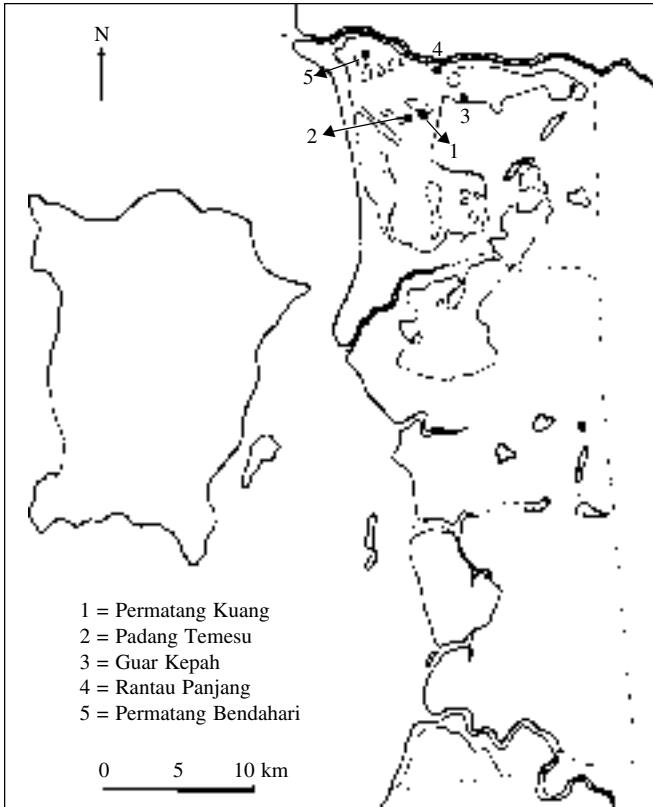 N
4
5
3
2
1
1 = Permatang Kuang
2 = Padang Temesu
3 = Guar Kepah
4 = Rantau Panjang
5 = Permatang Bendahari
0 5 10 km